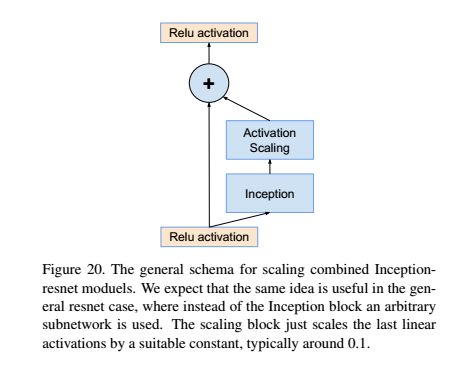 Relu activation
+
Activation
Scaling
Inception
Relu activation
Figure 20. The general schema for scaling combined Inception-
resnet moduels. We expect that the same idea is useful in the gen-
eral resnet case, where instead of the Inception block an arbitrary
subnetwork is used. The scaling block just scales the last linear
activations by a suitable constant, typically around 0.1.